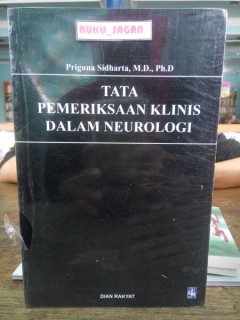 BUKU_SAGAN
Priguna Sidharta, M.D., Ph.D
TATA
PEMERIKSAAN KLINIS
DALAM NEUROLOGI
DIAN RAKYAT